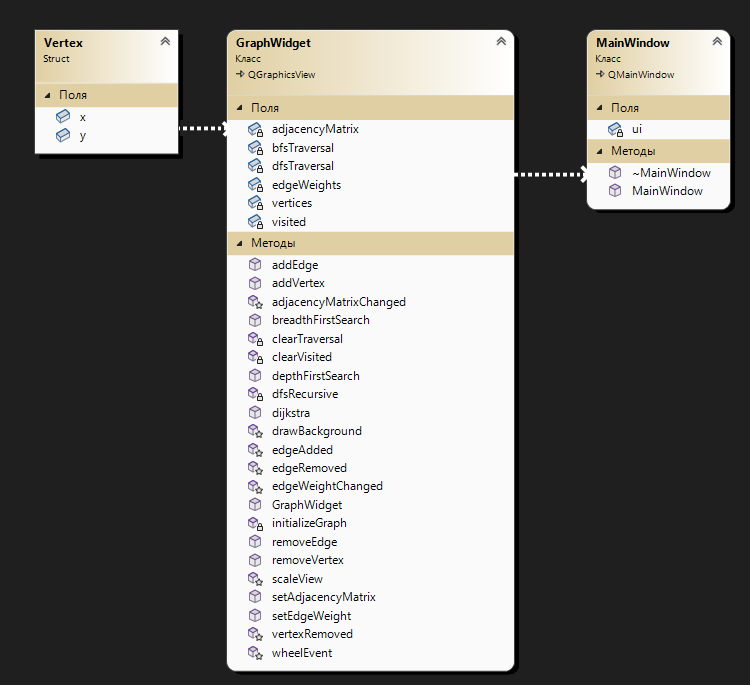 Vertex
Struct
Поля
x
y
GraphWidget
Класс
QGraphicsView
Поля
adjacencyMatrix
bfsTraversal
dfsTraversal
edgeWeights
vertices
visited
Методы
addEdge
addVertex
adjacencyMatrixChanged
breadthFirstSearch
clearTraversal
clearVisited
depthFirstSearch
dfsRecursive
dijkstra
drawBackground
edgeAdded
edgeRemoved
edgeWeightChanged
GraphWidget
initializeGraph
removeEdge
removeVertex
scaleView
setAdjacencyMatrix
setEdgeWeight
vertexRemoved
wheelEvent
MainWindow
Класс
QMainWindow
Поля
ui
Методы
~MainWindow
MainWindow